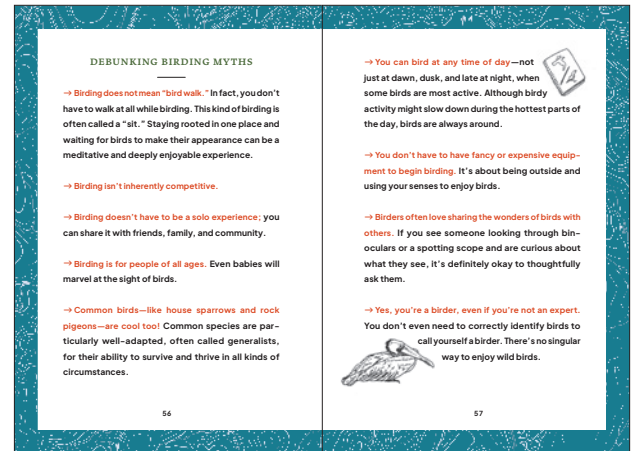 DEBUNKING BIRDING MYTHS
→ Birding does not mean “bird walk.” In fact, you don’t
have to walk at all while birding. This kind of birding is
often called a “sit.” Staying rooted in one place and
waiting for birds to make their appearance can be a
meditative and deeply enjoyable experience.
→ Birding isn’t inherently competitive.
→ Birding doesn’t have to be a solo experience; you
can share it with friends, family, and community.
→ Birding is for people of all ages. Even babies will
marvel at the sight of birds.
→ Common birds—like house sparrows and rock
pigeons—are cool too! Common species are par-
ticularly well-adapted, often called generalists,
for their ability to survive and thrive in all kinds of
circumstances.
56
→ You can bird at any time of day—not
just at dawn, dusk, and late at night, when
some birds are most active. Although birdy
activity might slow down during the hottest parts of
the day, birds are always around.
→ You don’t have to have fancy or expensive equip-
ment to begin birding. It’s about being outside and
using your senses to enjoy birds.
→ Birders often love sharing the wonders of birds with
others. If you see someone looking through bin-
oculars or a spotting scope and are curious about
what they see, it’s definitely okay to thoughtfully
ask them.
→ Yes, you’re a birder, even if you’re not an expert.
You don’t even need to correctly identify birds to
call yourself a birder. There’s no singular
way to enjoy wild birds.
57